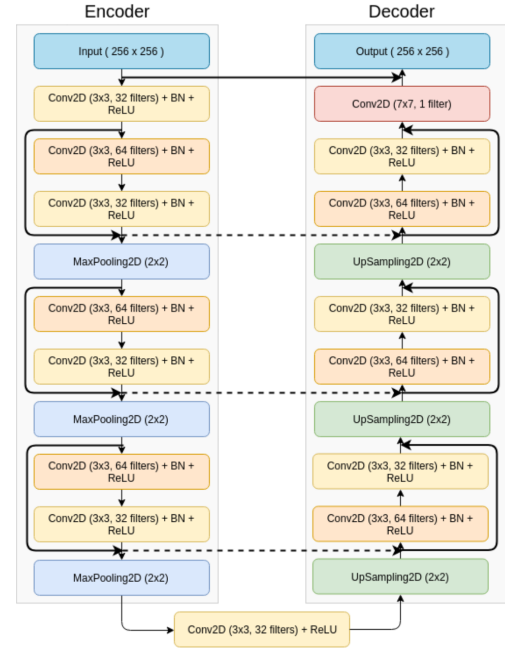 Encoder
Input ( 256 x 256 )
Conv2D (3x3, 32 filters) + BN +
ReLU
Conv2D (3x3, 64 filters) + BN +
ReLU
Conv2D (3x3, 32 filters) + BN +
ReLU
MaxPooling2D (2x2)
Conv2D (3x3, 64 filters) + BN +
ReLU
Conv2D (3x3, 32 filters) + BN +
ReLU
MaxPooling2D (2x2)
Conv2D (3x3, 64 filters) + BN +
ReLU
Conv2D (3x3, 32 filters) + BN +
ReLU
MaxPooling2D (2x2)
Conv2D (3x3, 32 filters) + ReLU
Decoder
Output ( 256 x 256 )
Conv2D (7x7, 1 filter)
Conv2D (3x3, 32 filters) + BN +
ReLU
Conv2D (3x3, 64 filters) + BN +
ReLU
UpSampling2D (2x2)
Conv2D (3x3, 32 filters) + BN +
ReLU
Conv2D (3x3, 64 filters) + BN +
ReLU
UpSampling2D (2x2)
Conv2D (3x3, 32 filters) + BN +
ReLU
Conv2D (3x3, 64 filters) + BN +
ReLU
UpSampling2D (2x2)